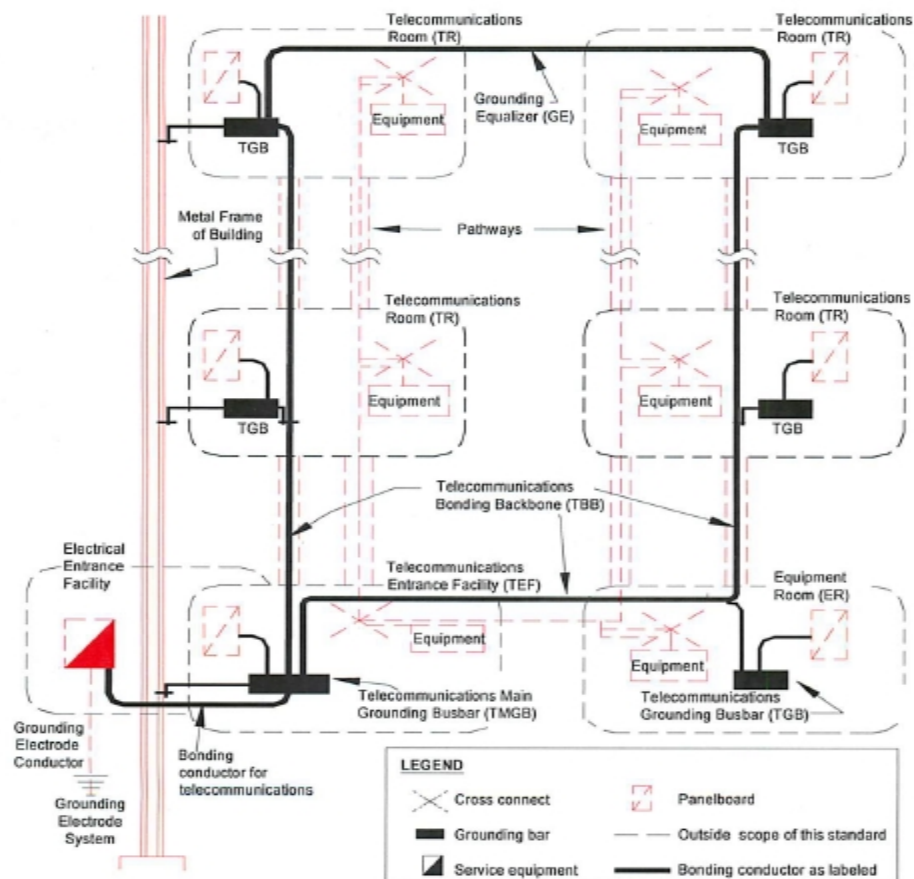 Telecommunications
Room (TR)
Telecommunications
Room (TR)
Grounding
Equalizer (GE)
Equipment
Equipment
TGB
TGB
Metal Frame
of Building
Pathways
Telecommunications
Room (TR)
Telecommunications
Room (TR)
Equipment
Equipment
TGB
TGB
Telecommunications
Bonding Backbone (TBB)
Electrical
Entrance
Facility
Telecommunications
Entrance Facility (TEF)
Equipment
Room (ER)
Equipment
Equipment
Telecommunications Main
Grounding Busbar (TMGB)
Telecommunications
Grounding Busbar (TGB)
Grounding
Electrode
Conductor
Bonding
conductor for
telecommunications
Grounding
Electrode
System
LEGEND
Cross connect
Panelboard
Grounding bar
Outside scope of this standard
Service equipment
Bonding conductor as labeled